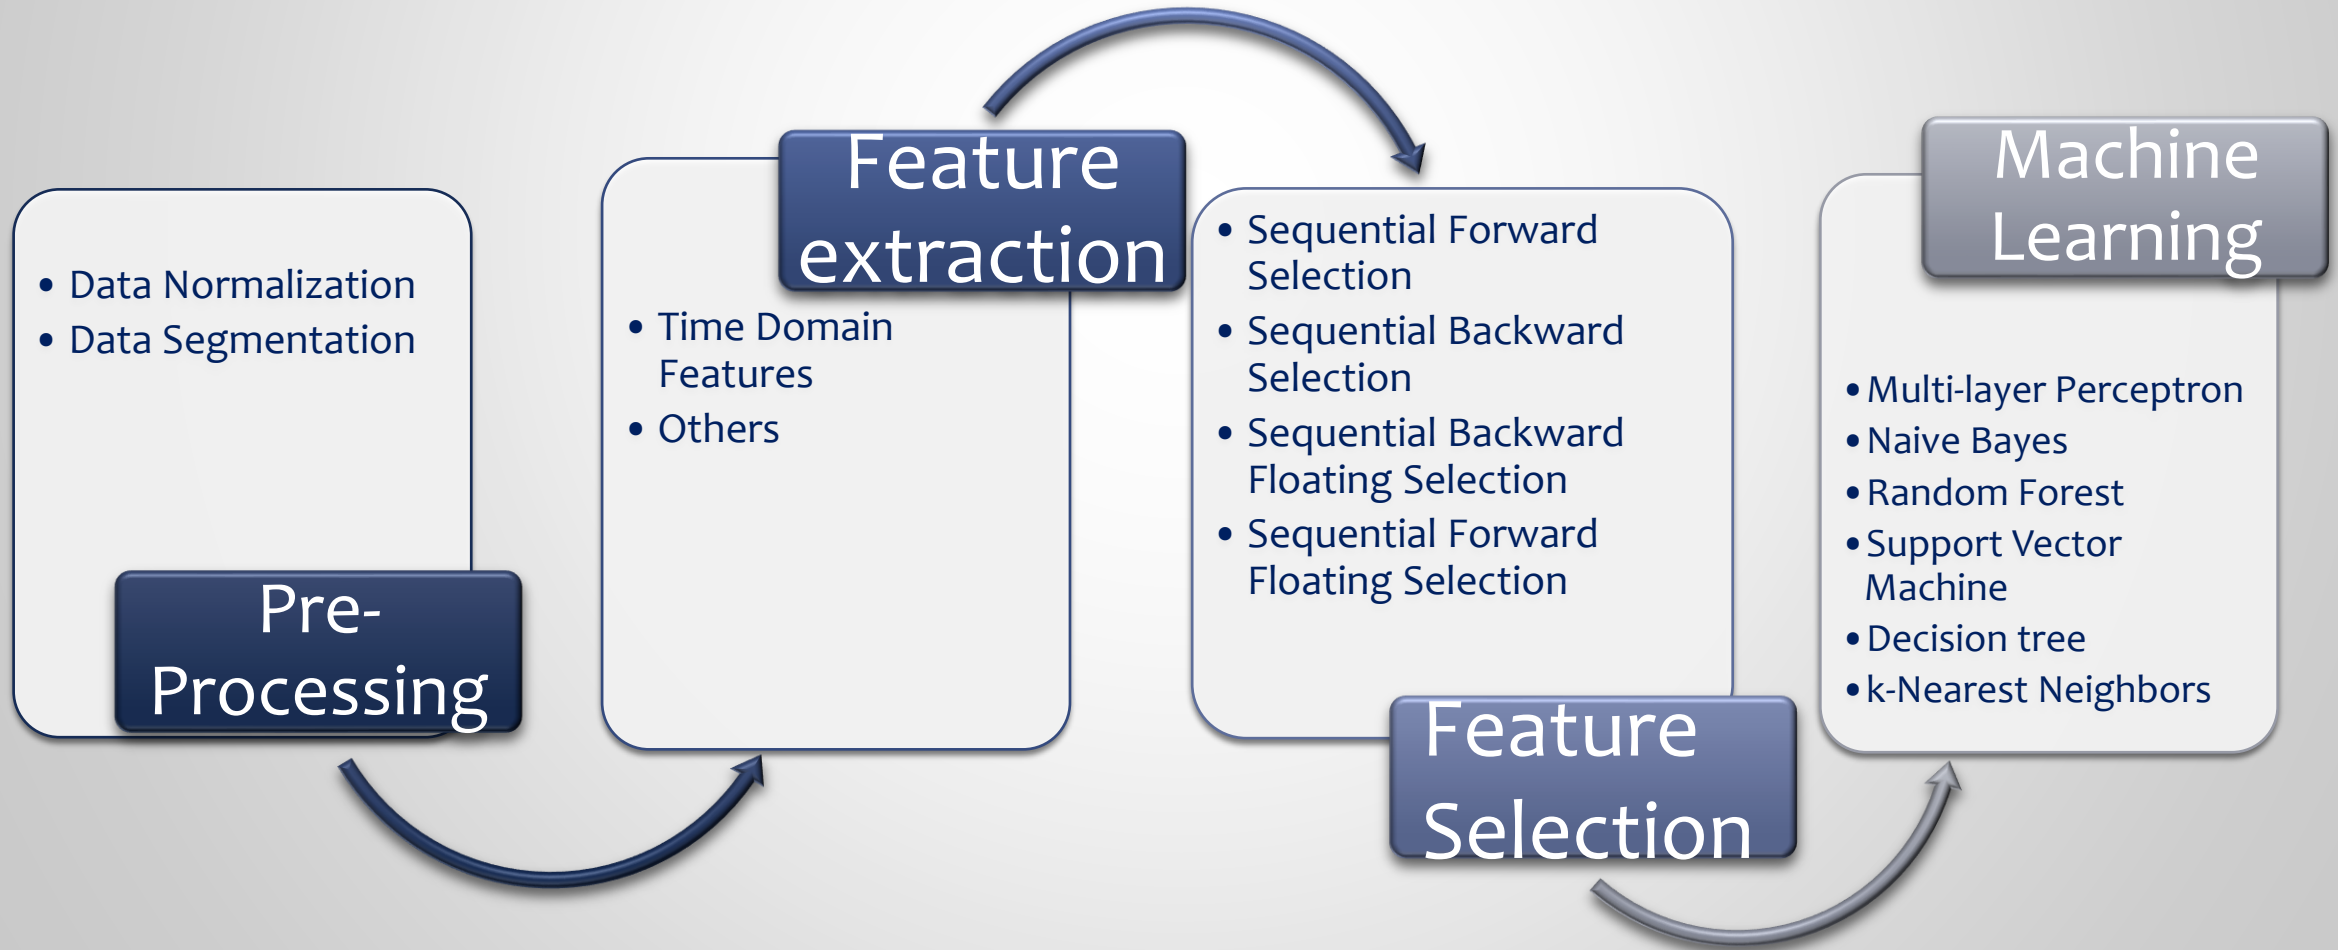 • Data Normalization
• Data Segmentation
Pre-
Processing
Feature
extraction
• Time Domain
Features
• Others
• Sequential Forward
Selection
• Sequential Backward
Selection
• Sequential Backward
Floating Selection
• Sequential Forward
Floating Selection
Feature
Selection
Machine
Learning
• Multi-layer Perceptron
• Naive Bayes
• Random Forest
• Support Vector
Machine
• Decision tree
• k-Nearest Neighbors